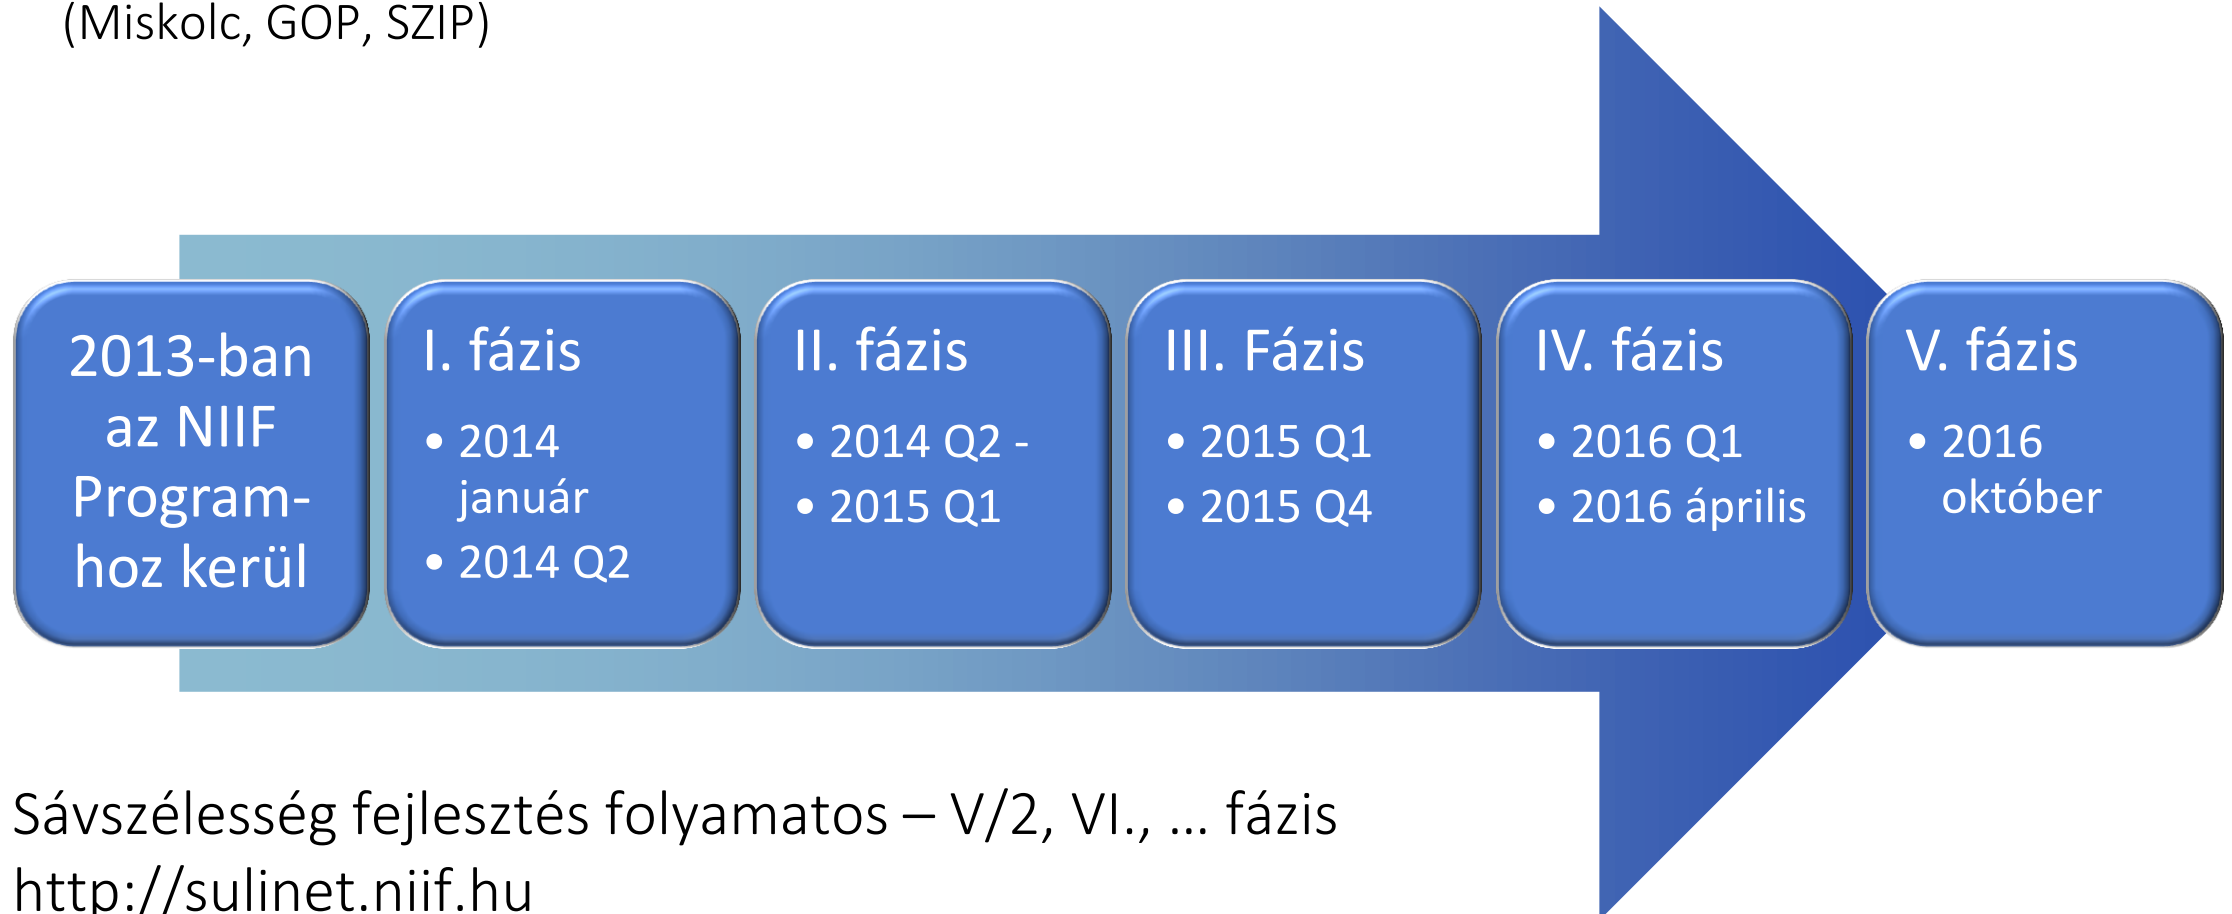 (Miskolc, GOP, SZIP)
2013-ban
az NIIF
Program-
hoz kerül
I. fázis
• 2014
január
• 2014 Q2
II. fázis
• 2014 Q2 -
• 2015 Q1
III. Fázis
• 2015 Q1
• 2015 Q4
IV. fázis
• 2016 Q1
• 2016 április
V. fázis
• 2016
október
Sávszélesség fejlesztés folyamatos – V/2, VI., … fázis
http://sulinet.niif.hu